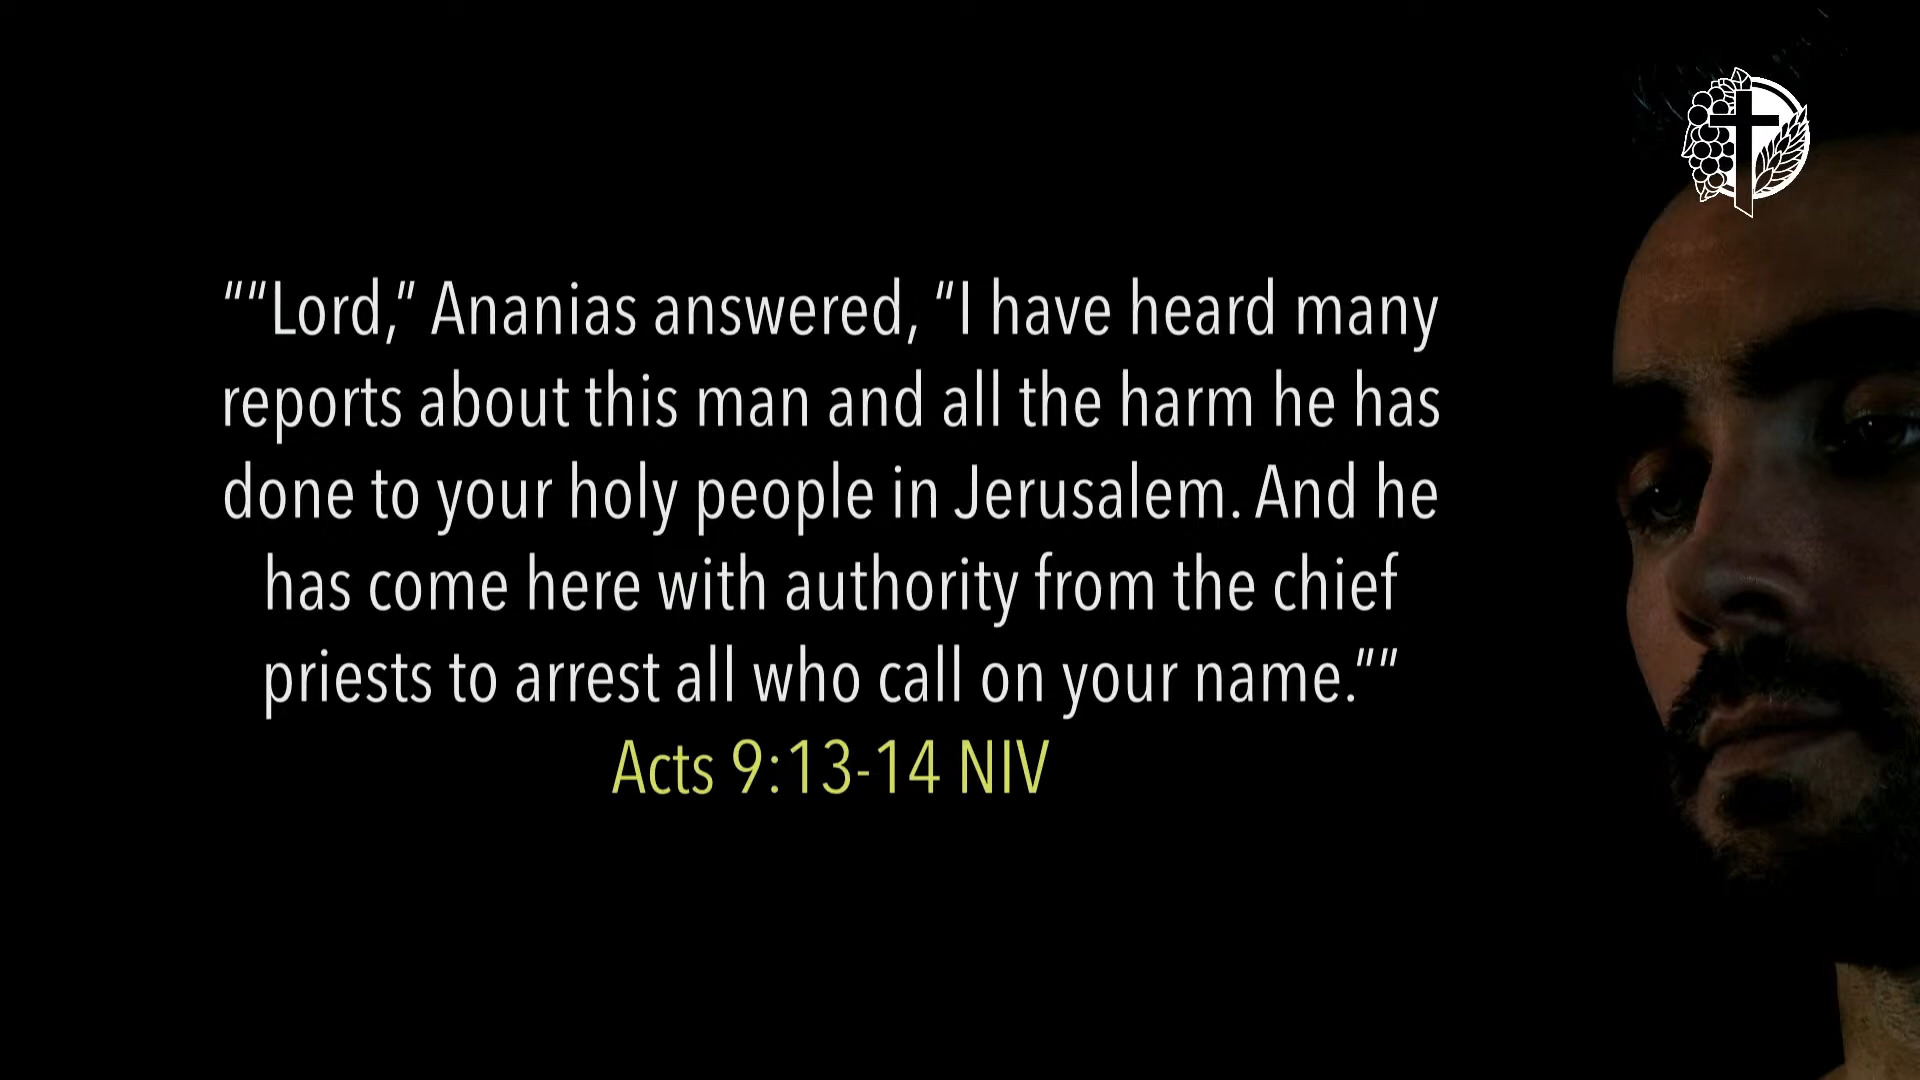 ““Lord,” Ananias answered, “I have heard many
reports about this man and all the harm he has
done to your holy people in Jerusalem. And he
has come here with authority from the chief
priests to arrest all who call on your name.””
Acts 9:13-14 NIV